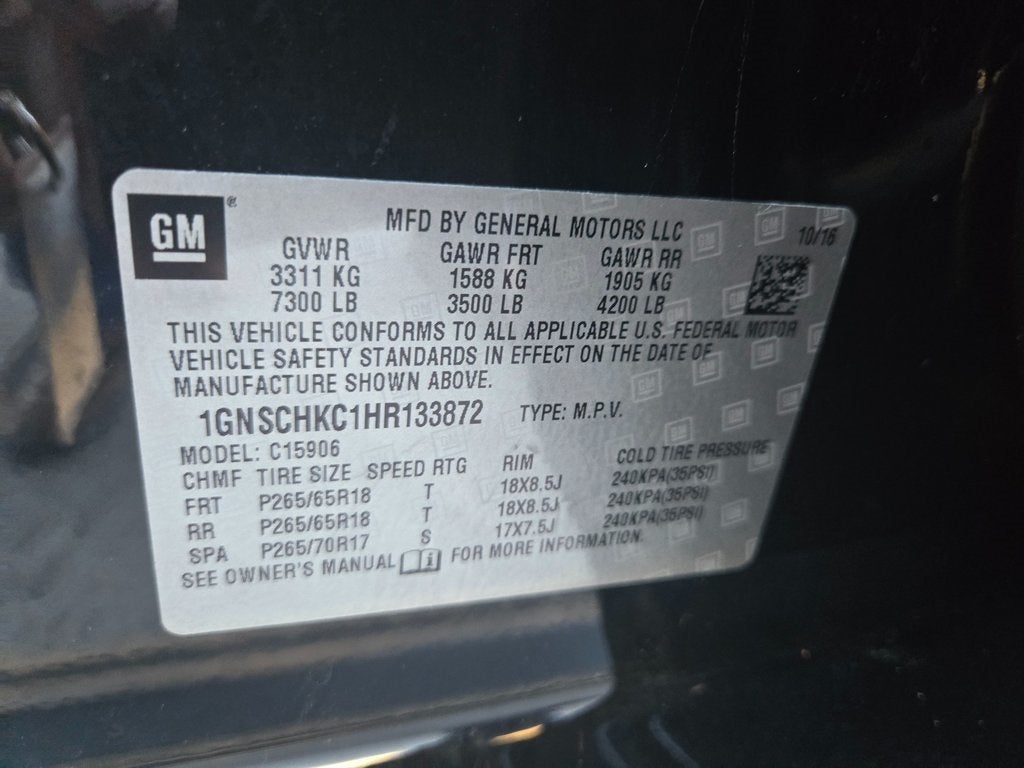 GM ®
MFD BY GENERAL MOTORS LLC 10/16
GVWR GAWR FRT GAWR RR
3311 KG 1588 KG 1905 KG
7300 LB 3500 LB 4200 LB
THIS VEHICLE CONFORMS TO ALL APPLICABLE U.S. FEDERAL MOTOR
VEHICLE SAFETY STANDARDS IN EFFECT ON THE DATE OF
MANUFACTURE SHOWN ABOVE.
1GNSCHKC1HR133872 TYPE: M.P.V.
MODEL: C15906
CHMF TIRE SIZE SPEED RTG RIM COLD TIRE PRESSURE
FRT P265/65R18 T 18X8.5J 240KPA(35PSI)
RR P265/65R18 T 18X8.5J 240KPA(35PSI)
SPA P265/70R17 S 17X7.5J 240KPA(35PSI)
SEE OWNER'S MANUAL i FOR MORE INFORMATION.